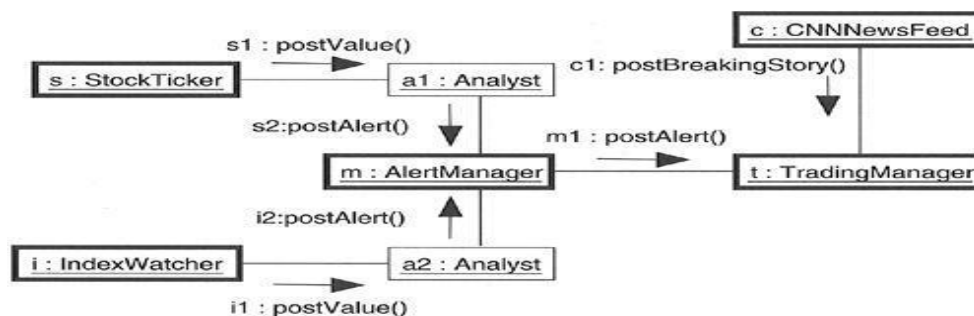 c : CNNNewsFeed
s1 : postValue()
c1: postBreakingStory()
s : StockTicker
a1 : Analyst
s2:postAlert()
m1 : postAlert()
m : AlertManager
t : TradingManager
i2:postAlert()
i : IndexWatcher
a2 : Analyst
i1 : postValue()